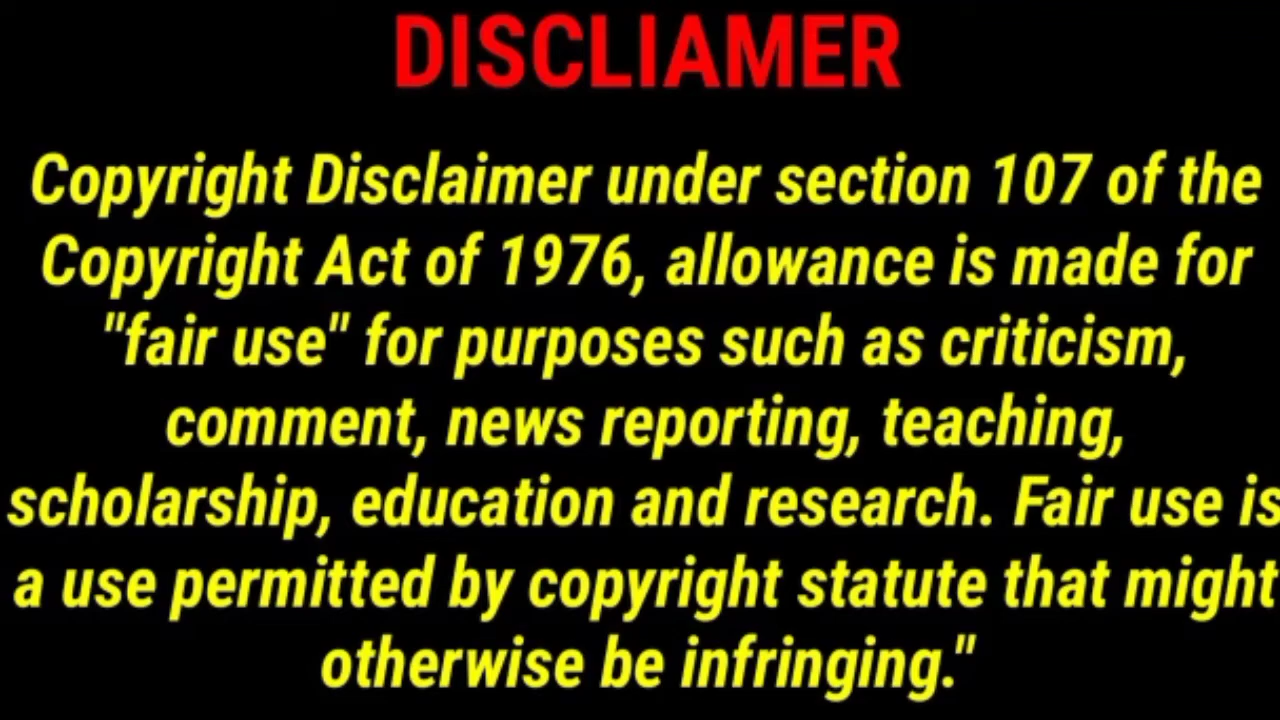 DISCLIAMER
Copyright Disclaimer under section 107 of the
Copyright Act of 1976, allowance is made for
"fair use" for purposes such as criticism,
comment, news reporting, teaching,
scholarship, education and research. Fair use is
a use permitted by copyright statute that might
otherwise be infringing."